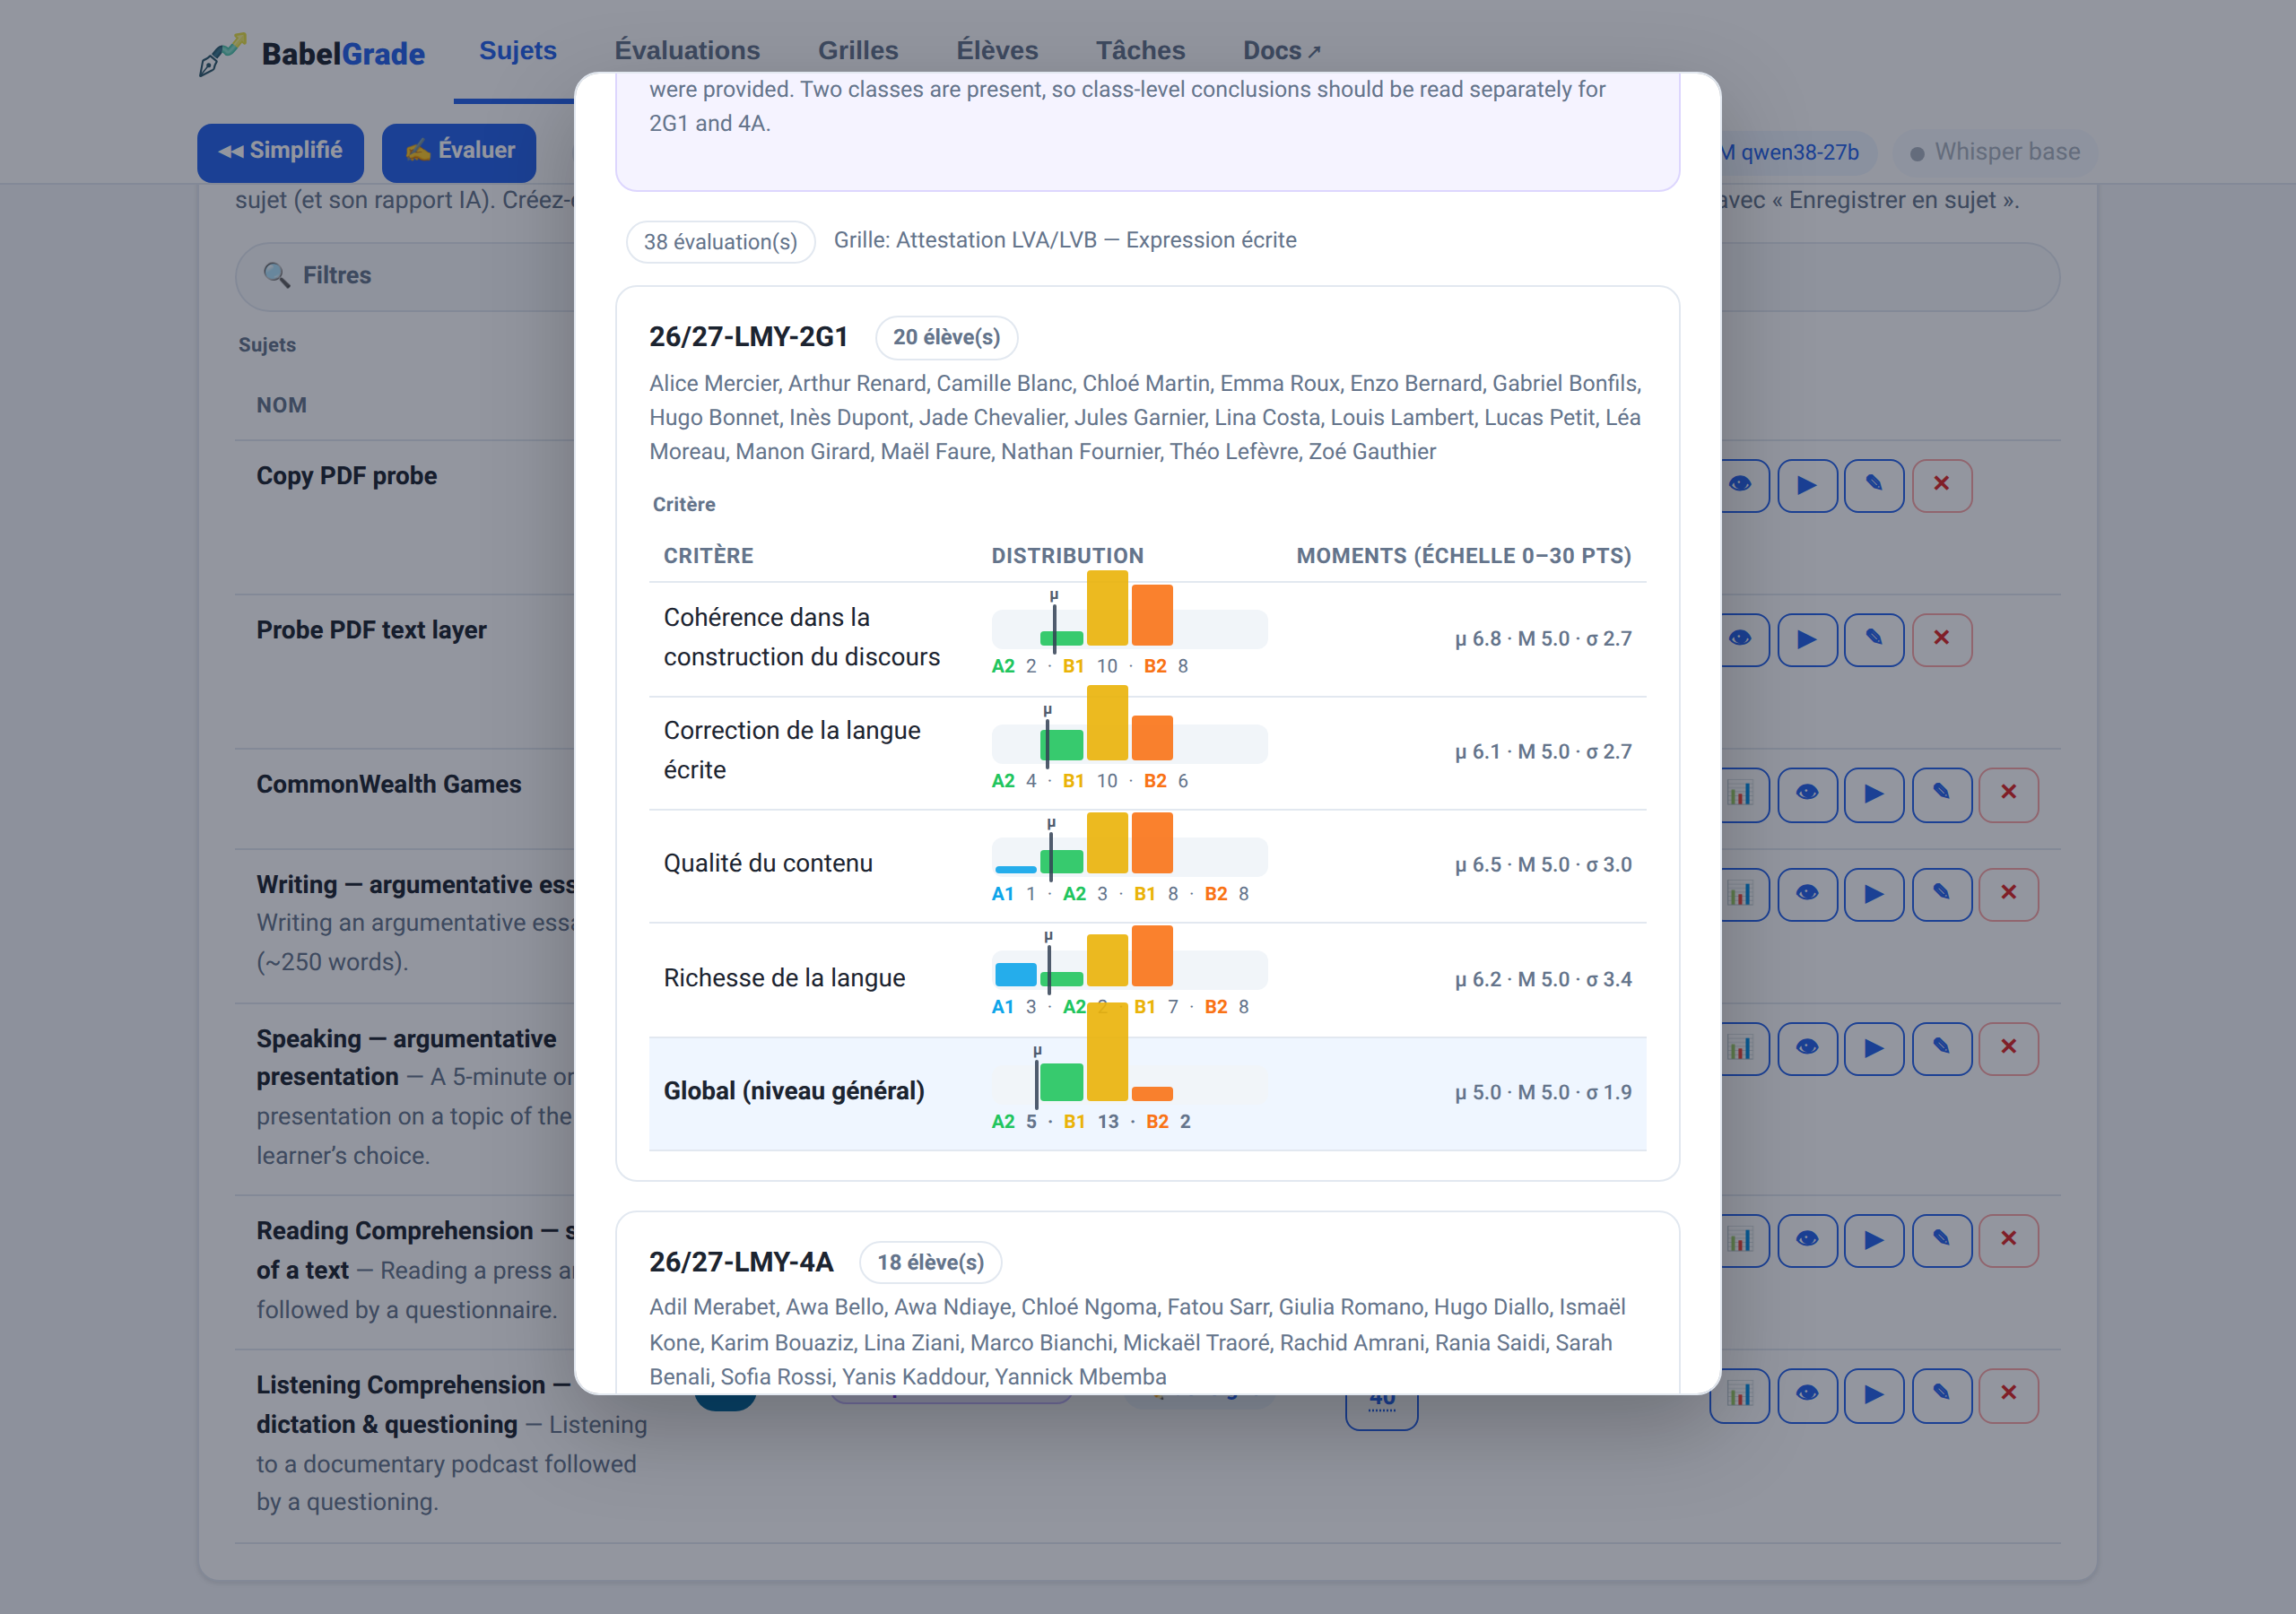 BabelGrade Sujets Évaluations Grilles Élèves Tâches Docs ↗
◀◀ Simplifié ✍ Évaluer qwen38-27b ● Whisper base
were provided. Two classes are present, so class-level conclusions should be read separately for
2G1 and 4A.
sujet (et son rapport IA). Créez- avec « Enregistrer en sujet ».
38 évaluation(s) Grille: Attestation LVA/LVB — Expression écrite
🔍 Filtres
Sujets
NOM
Copy PDF probe
Probe PDF text layer
CommonWealth Games
Writing — argumentative ess
Writing an argumentative essa
(~250 words).
Speaking — argumentative
presentation — A 5-minute or
presentation on a topic of the
learner's choice.
Reading Comprehension — s
of a text — Reading a press ar
followed by a questionnaire.
Listening Comprehension —
dictation & questioning — Listening
to a documentary podcast followed
by a questioning.
40
26/27-LMY-2G1 20 élève(s)
Alice Mercier, Arthur Renard, Camille Blanc, Chloé Martin, Emma Roux, Enzo Bernard, Gabriel Bonfils,
Hugo Bonnet, Inès Dupont, Jade Chevalier, Jules Garnier, Lina Costa, Louis Lambert, Lucas Petit, Léa
Moreau, Manon Girard, Maël Faure, Nathan Fournier, Théo Lefèvre, Zoé Gauthier
Critère
CRITÈRE DISTRIBUTION MOMENTS (ÉCHELLE 0–30 PTS)
µ
Cohérence dans la
construction du discours
A2 2 · B1 10 · B2 8
µ 6.8 · M 5.0 · σ 2.7
µ
Correction de la langue
écrite
A2 4 · B1 10 · B2 6
µ 6.1 · M 5.0 · σ 2.7
µ
Qualité du contenu
A1 1 · A2 3 · B1 8 · B2 8
µ 6.5 · M 5.0 · σ 3.0
µ
Richesse de la langue
A1 3 · A2 2 · B1 7 · B2 8
µ 6.2 · M 5.0 · σ 3.4
µ
Global (niveau général)
A2 5 · B1 13 · B2 2
µ 5.0 · M 5.0 · σ 1.9
26/27-LMY-4A 18 élève(s)
Adil Merabet, Awa Bello, Awa Ndiaye, Chloé Ngoma, Fatou Sarr, Giulia Romano, Hugo Diallo, Ismaël
Kone, Karim Bouaziz, Lina Ziani, Marco Bianchi, Mickaël Traoré, Rachid Amrani, Rania Saidi, Sarah
Benali, Sofia Rossi, Yanis Kaddour, Yannick Mbemba